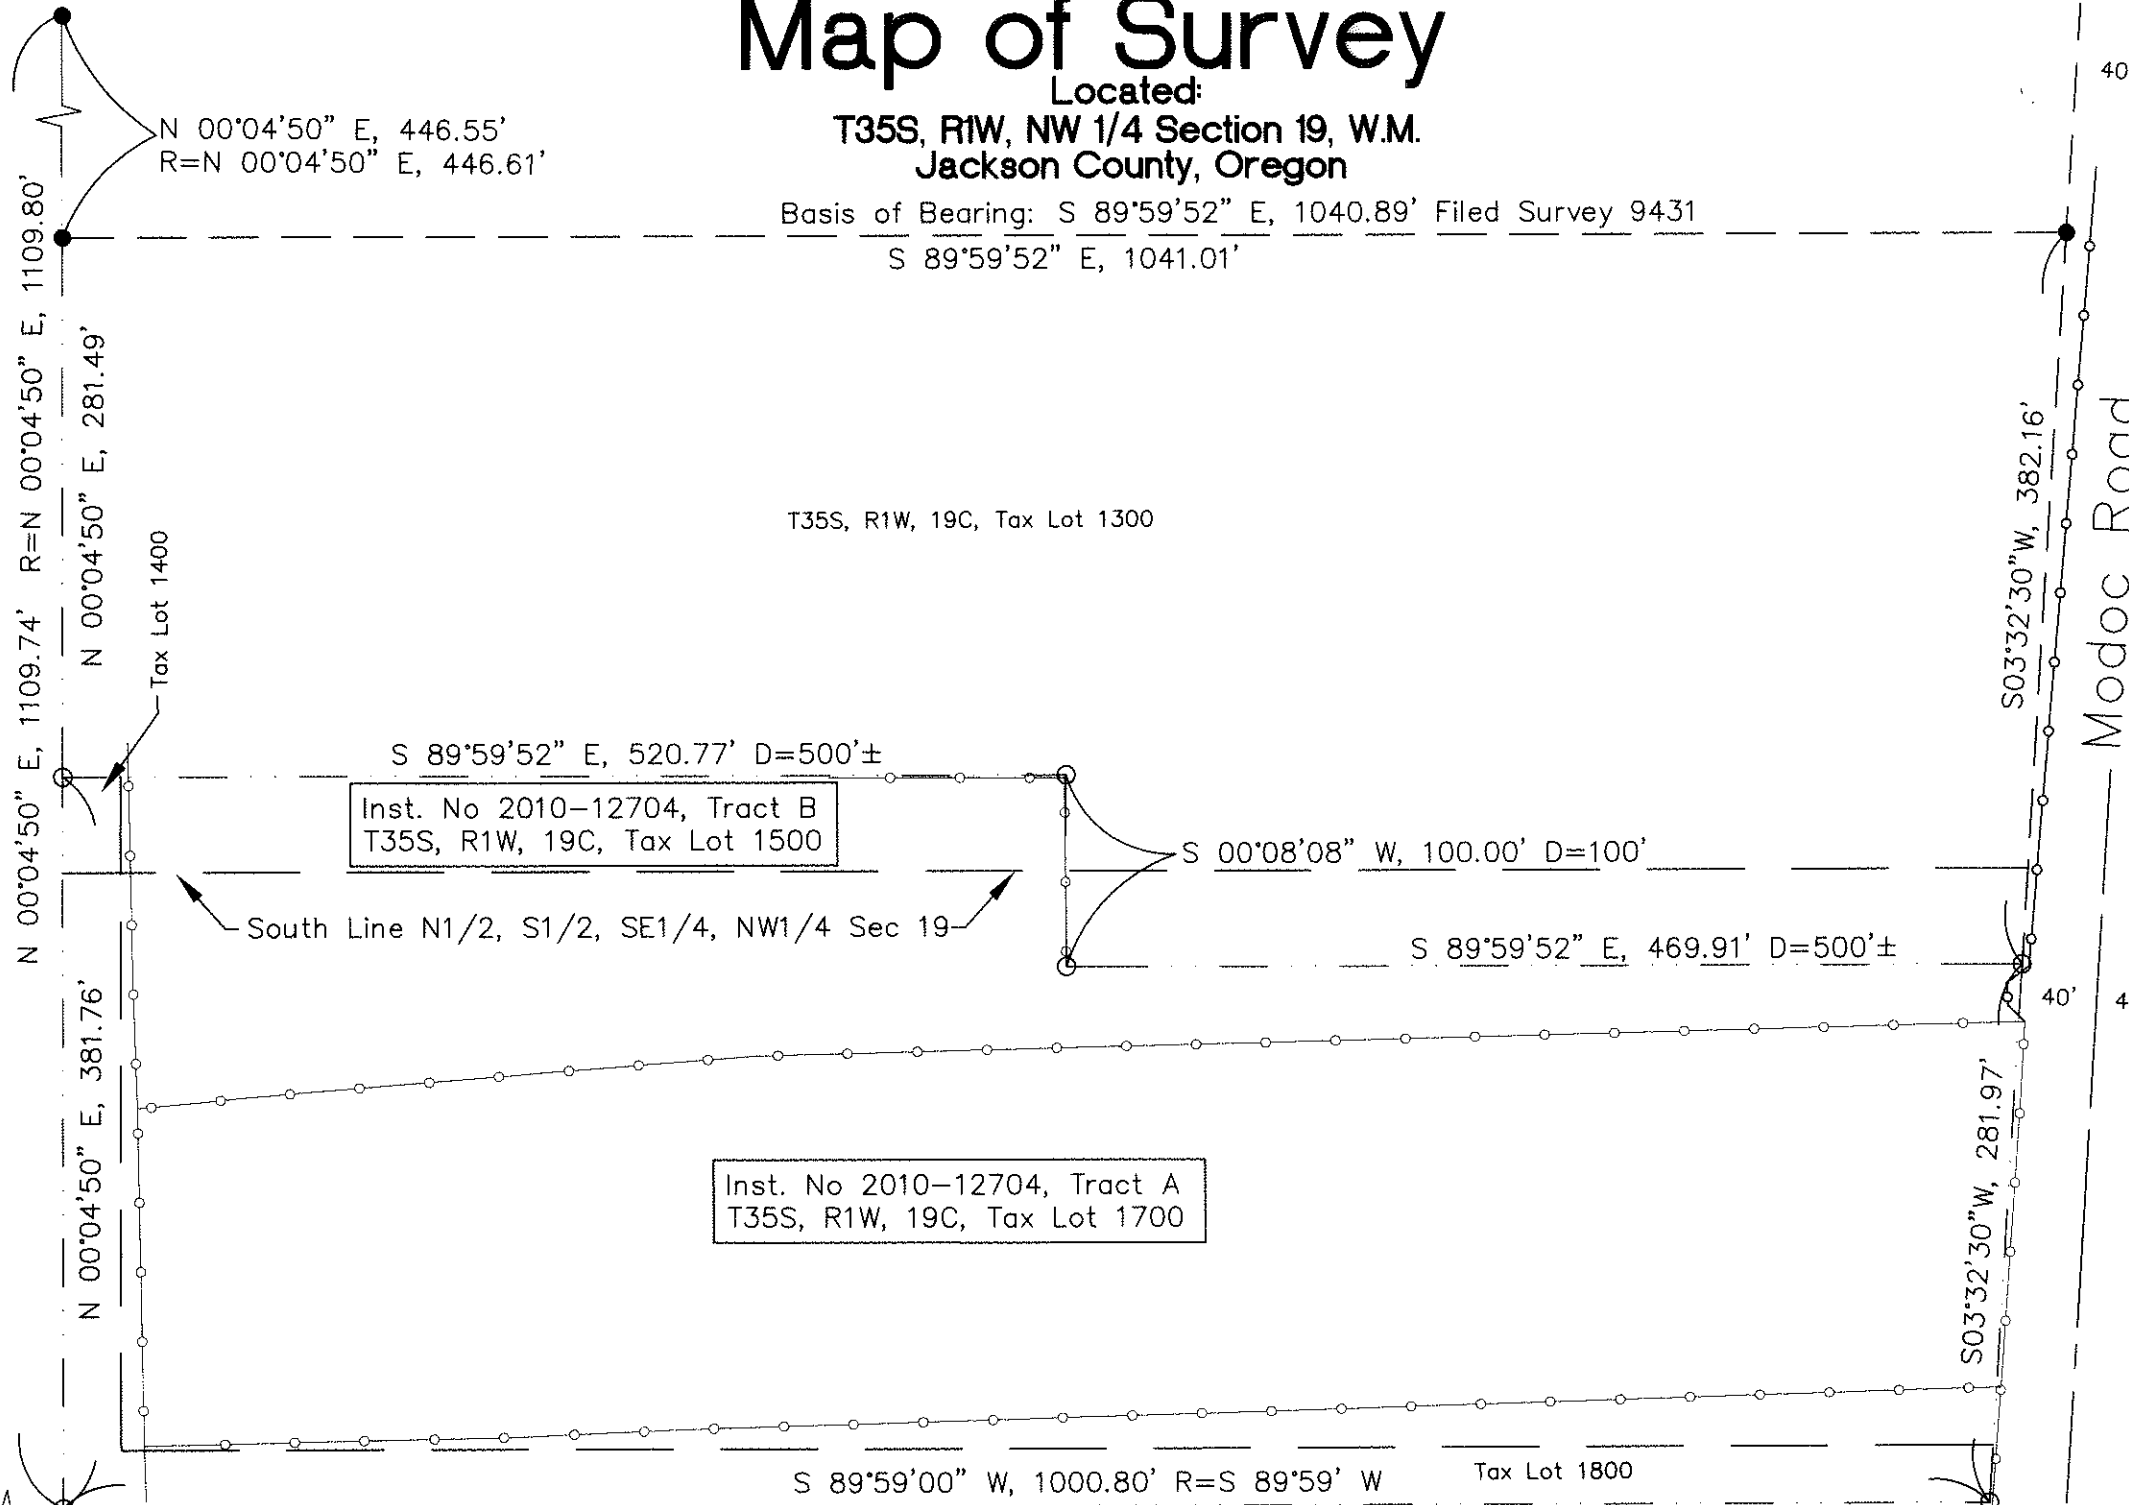 Map of Survey
Located:
T35S, R1W, NW 1/4 Section 19, W.M.
Jackson County, Oregon
40
N 00°04'50" E, 446.55'
R=N 00°04'50" E, 446.61'
Basis of Bearing: S 89°59'52" E, 1040.89' Filed Survey 9431
S 89°59'52" E, 1041.01'
N 00°04'50" E, 1109.74' R=N 00°04'50" E, 1109.80'
N 00°04'50" E, 281.49'
Tax Lot 1400
T35S, R1W, 19C, Tax Lot 1300
S03°32'30"W, 382.16'
Modoc Road
S 89°59'52" E, 520.77' D=500'±
Inst. No 2010-12704, Tract B
T35S, R1W, 19C, Tax Lot 1500
S 00°08'08" W, 100.00' D=100'
South Line N1/2, S1/2, SE1/4, NW1/4 Sec 19
S 89°59'52" E, 469.91' D=500'±
40'
4
N 00°04'50" E, 381.76'
Inst. No 2010-12704, Tract A
T35S, R1W, 19C, Tax Lot 1700
S03°32'30"W, 281.97'
S 89°59'00" W, 1000.80' R=S 89°59' W
Tax Lot 1800